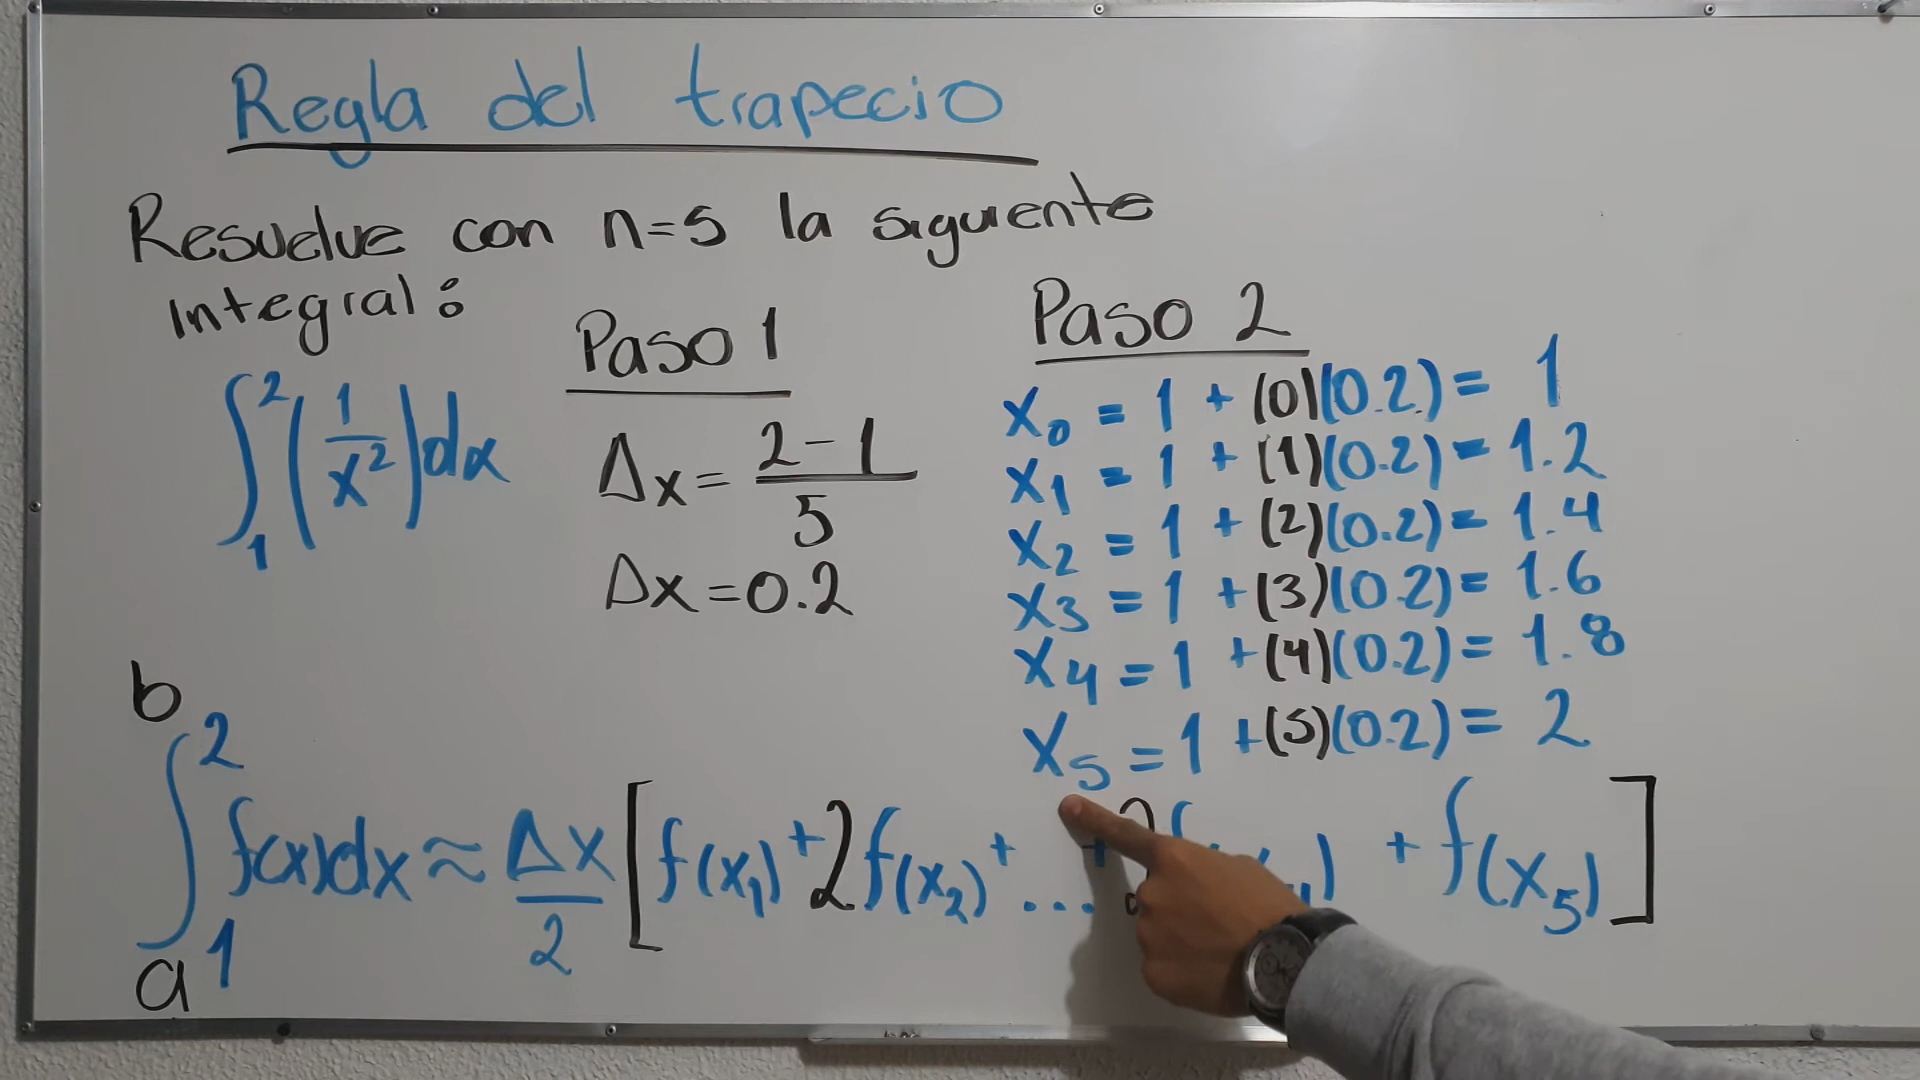 Regla del trapecio
Resuelve con n=5 la siguiente
Integral:
∫₁² (1/x²) dx
Paso 1
Δx = (2-1)/5
Δx = 0.2
Paso 2
x₀ = 1 + (0)(0.2) = 1
x₁ = 1 + (1)(0.2) = 1.2
x₂ = 1 + (2)(0.2) = 1.4
x₃ = 1 + (3)(0.2) = 1.6
x₄ = 1 + (4)(0.2) = 1.8
x₅ = 1 + (5)(0.2) = 2
b
∫₁² f(x)dx ≈ Δx/2 [f(x₁) + 2f(x₂) + ... + 2f ) + f(x₅)]
a